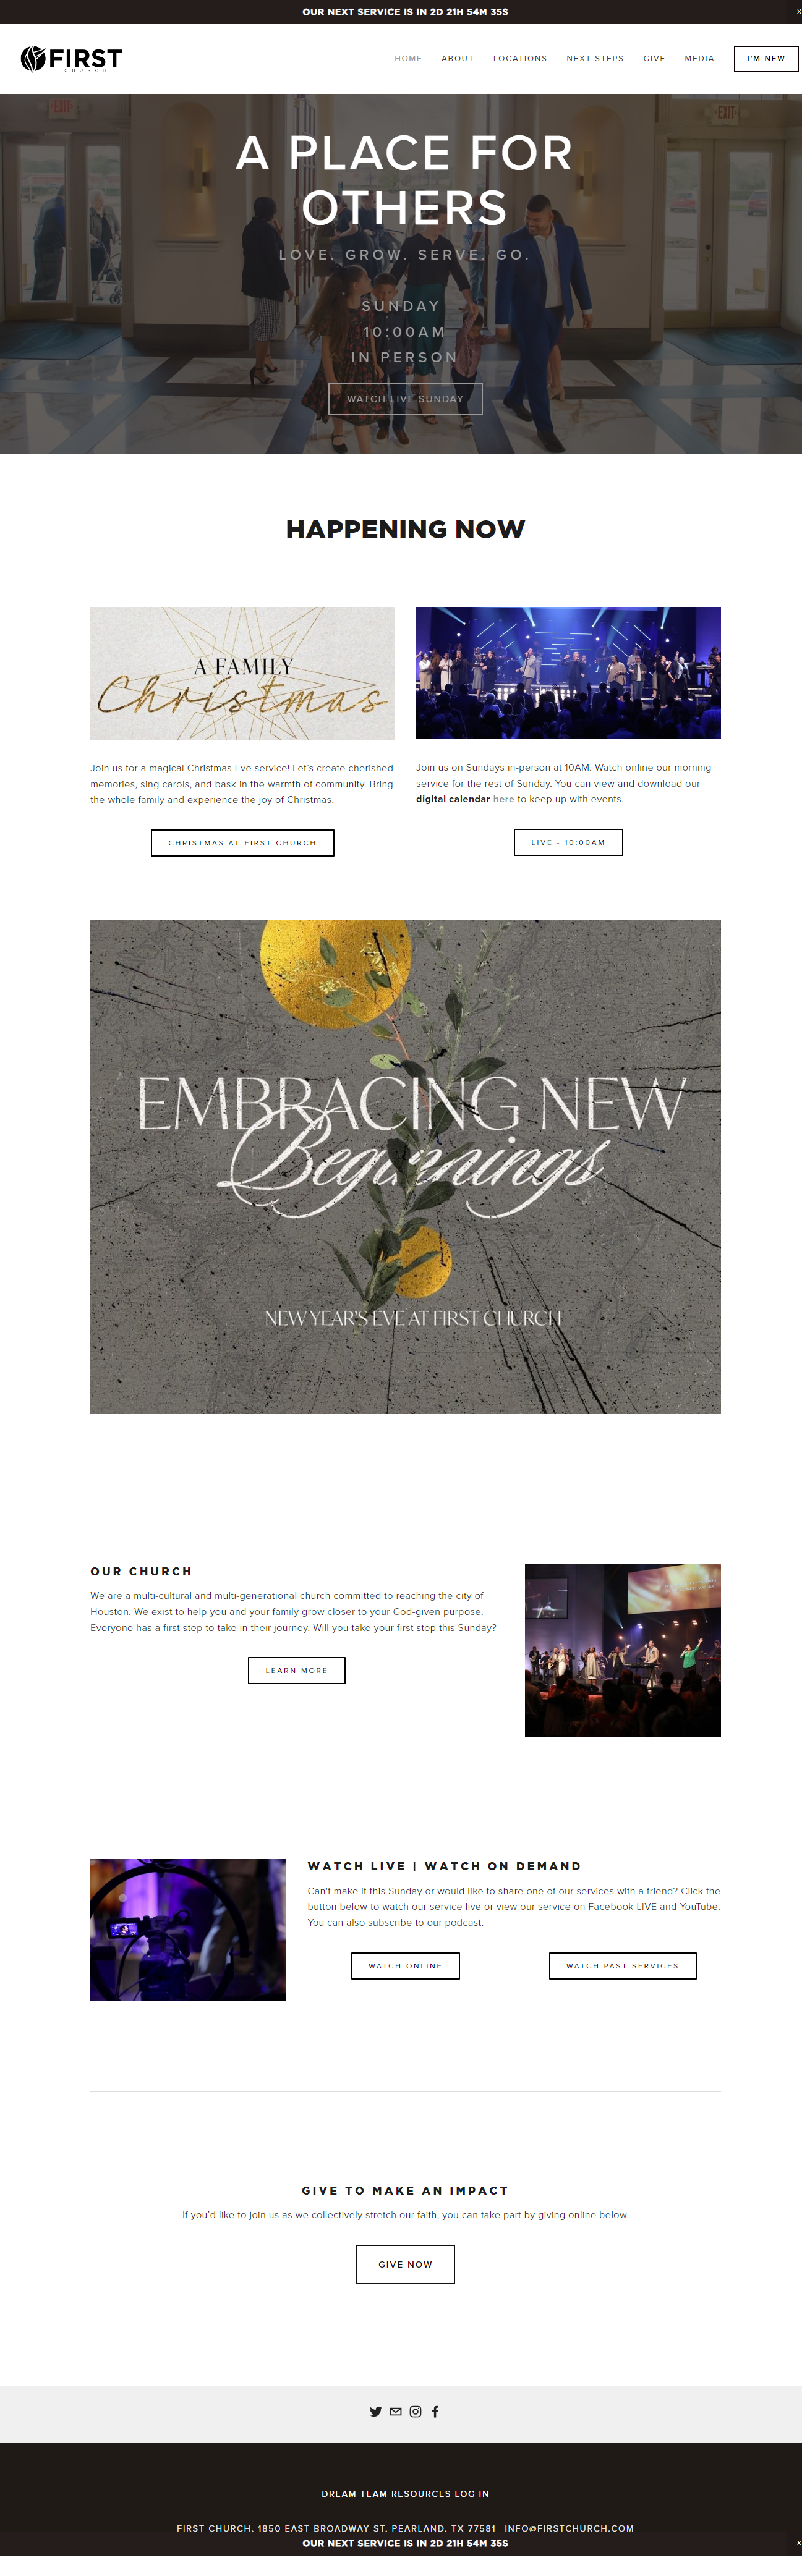 OUR NEXT SERVICE IS IN 2D 21H 54M 35S
x
FIRST
CHURCH
HOME
ABOUT
LOCATIONS
NEXT STEPS
GIVE
MEDIA
I'M NEW
EXIT
EXIT
A PLACE FOR
OTHERS
LOVE. GROW. SERVE. GO.
SUNDAY
10:00AM
IN PERSON
WATCH LIVE SUNDAY
HAPPENING NOW
A FAMILY
Christmas
Join us for a magical Christmas Eve service! Let's create cherished
memories, sing carols, and bask in the warmth of community. Bring
the whole family and experience the joy of Christmas.
CHRISTMAS AT FIRST CHURCH
Join us on Sundays in-person at 10AM. Watch online our morning
service for the rest of Sunday. You can view and download our
digital calendar here to keep up with events.
LIVE - 10:00AM
EMBRACING NEW
Beginnings
NEW YEAR'S EVE AT FIRST CHURCH
OUR CHURCH
We are a multi-cultural and multi-generational church committed to reaching the city of
Houston. We exist to help you and your family grow closer to your God-given purpose.
Everyone has a first step to take in their journey. Will you take your first step this Sunday?
LEARN MORE
WATCH LIVE | WATCH ON DEMAND
Can't make it this Sunday or would like to share one of our services with a friend? Click the
button below to watch our service live or view our service on Facebook LIVE and YouTube.
You can also subscribe to our podcast.
WATCH ONLINE
WATCH PAST SERVICES
GIVE TO MAKE AN IMPACT
If you'd like to join us as we collectively stretch our faith, you can take part by giving online below.
GIVE NOW
DREAM TEAM RESOURCES LOG IN
FIRST CHURCH. 1850 EAST BROADWAY ST. PEARLAND. TX 77581 INFO@FIRSTCHURCH.COM
OUR NEXT SERVICE IS IN 2D 21H 54M 35S
x